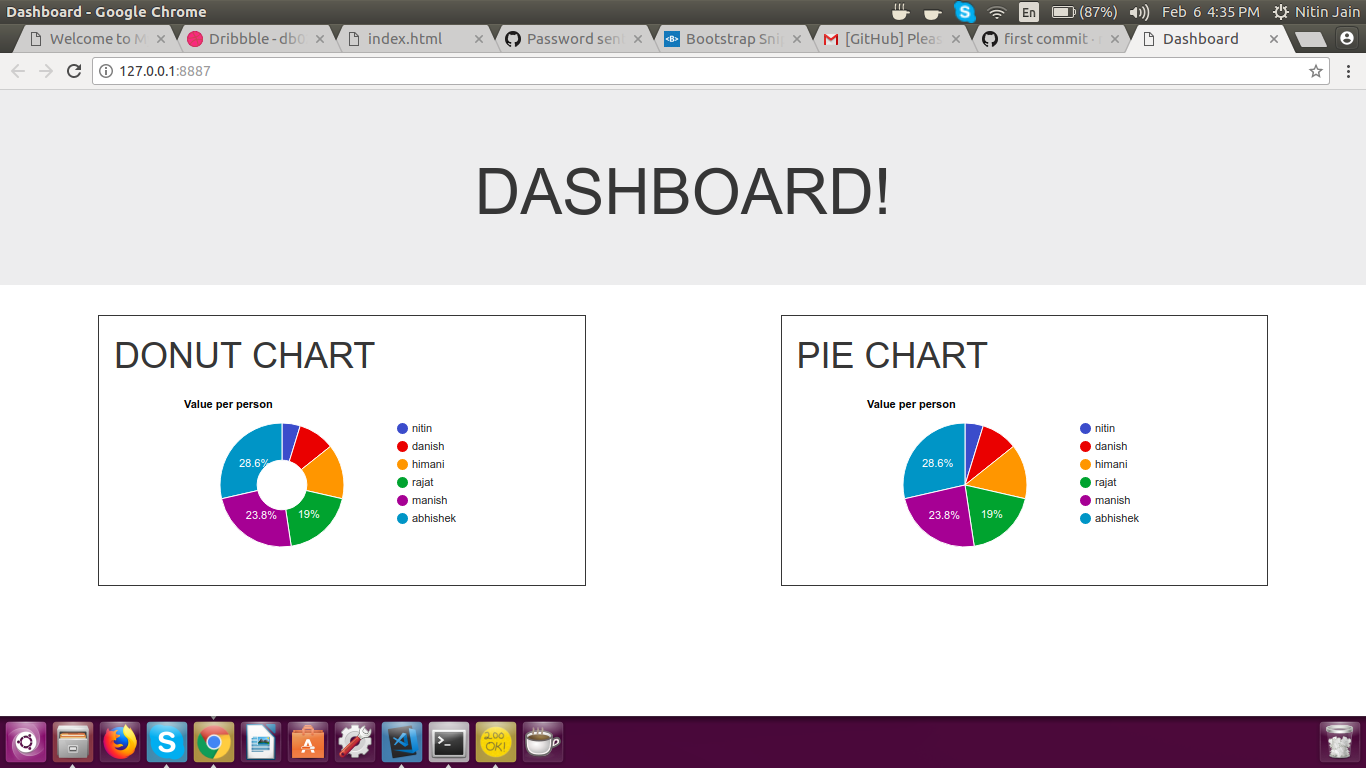 Dashboard - Google Chrome
En (87%) Feb 6 4:35 PM Nitin Jain
Welcome to M
Dribbble - db0
index.html
Password sen
<B> Bootstrap Sni
[GitHub] Pleas
first commit
Dashboard
127.0.0.1:8887
DASHBOARD!
DONUT CHART
Value per person
28.6%
23.8%
19%
nitin
danish
himani
rajat
manish
abhishek
PIE CHART
Value per person
28.6%
23.8%
19%
nitin
danish
himani
rajat
manish
abhishek
200
OK!